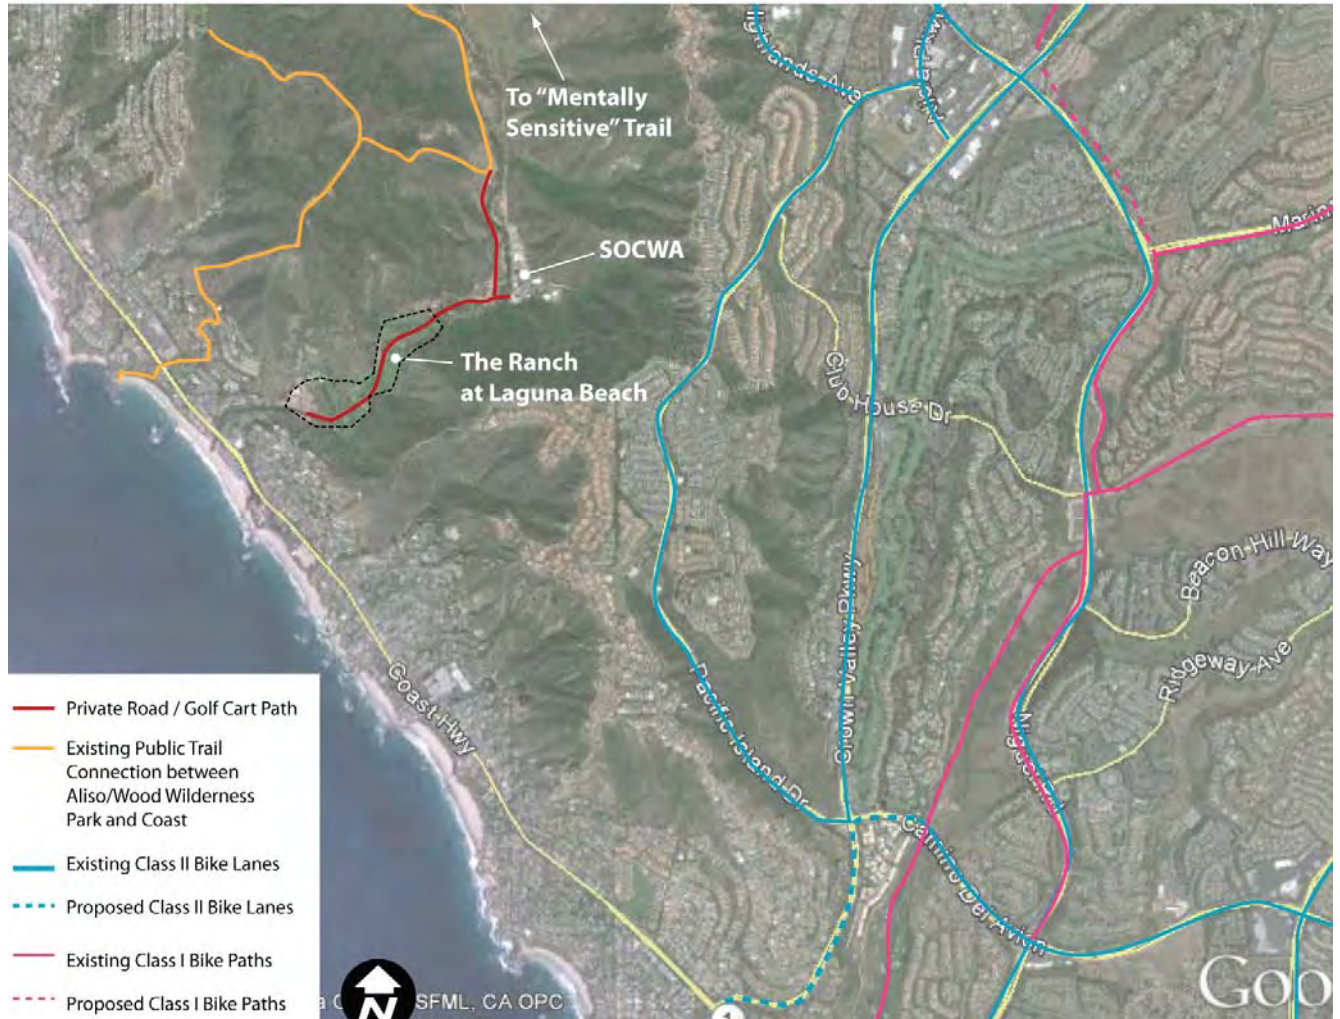 To “Mentally
Sensitive” Trail
SOCWA
The Ranch
at Laguna Beach
Club House Dr
Crown Valley Pkwy
Pacific Island Dr
Camino Del Avion
Beacon Hill Way
Ridgeway Ave
Coast Hwy
Private Road / Golf Cart Path
Existing Public Trail
Connection between
Aliso/Wood Wilderness
Park and Coast
Existing Class II Bike Lanes
Proposed Class II Bike Lanes
Existing Class I Bike Paths
Proposed Class I Bike Paths
N
SFML, CA OPC
Goo